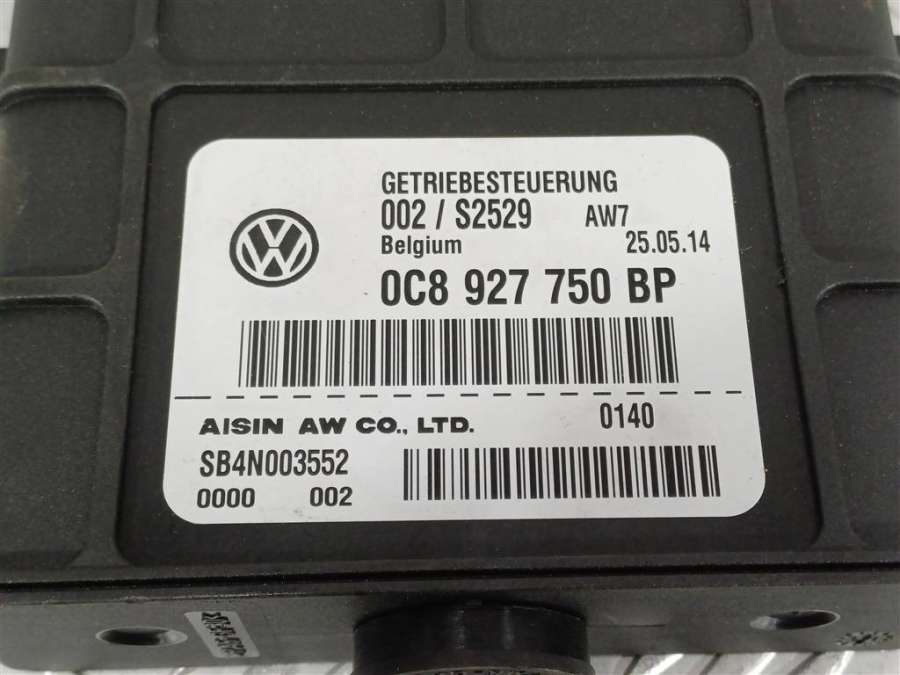 GETRIEBESTEUERUNG
002 / S2529 AW7
Belgium 25.05.14
0C8 927 750 BP
AISIN AW CO., LTD. 0140
SB4N003552
0000 002